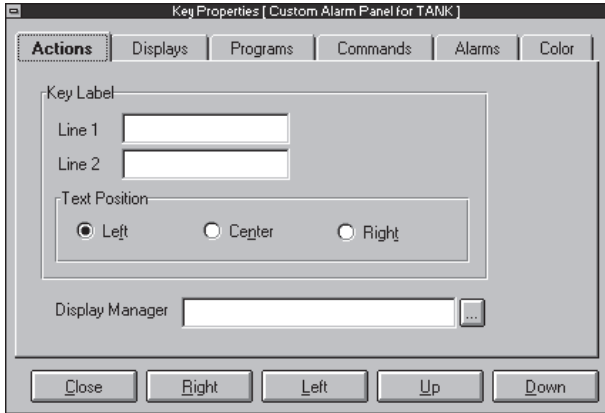 Key Properties [ Custom Alarm Panel for TANK ]
Actions Displays Programs Commands Alarms Color
Key Label
Line 1
Line 2
Text Position
Left Center Right
Display Manager ...
Close Right Left Up Down